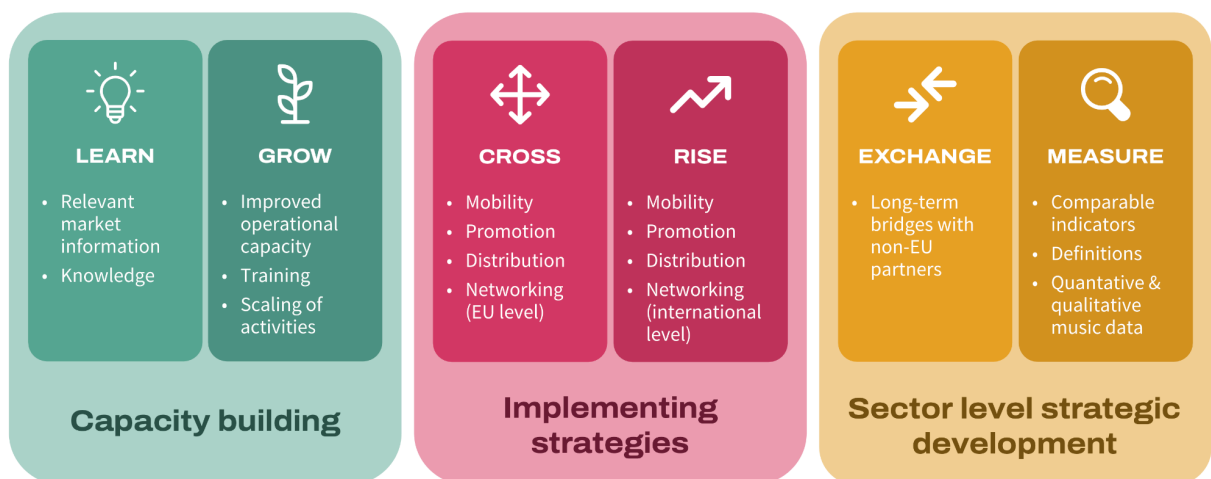 LEARN
• Relevant
market
information
• Knowledge
GROW
• Improved
operational
capacity
• Training
• Scaling of
activities
Capacity building
CROSS
• Mobility
• Promotion
• Distribution
• Networking
(EU level)
RISE
• Mobility
• Promotion
• Distribution
• Networking
(international
level)
Implementing
strategies
EXCHANGE
• Long-term
bridges with
non-EU
partners
MEASURE
• Comparable
indicators
• Definitions
• Quantative &
qualitative
music data
Sector level strategic
development